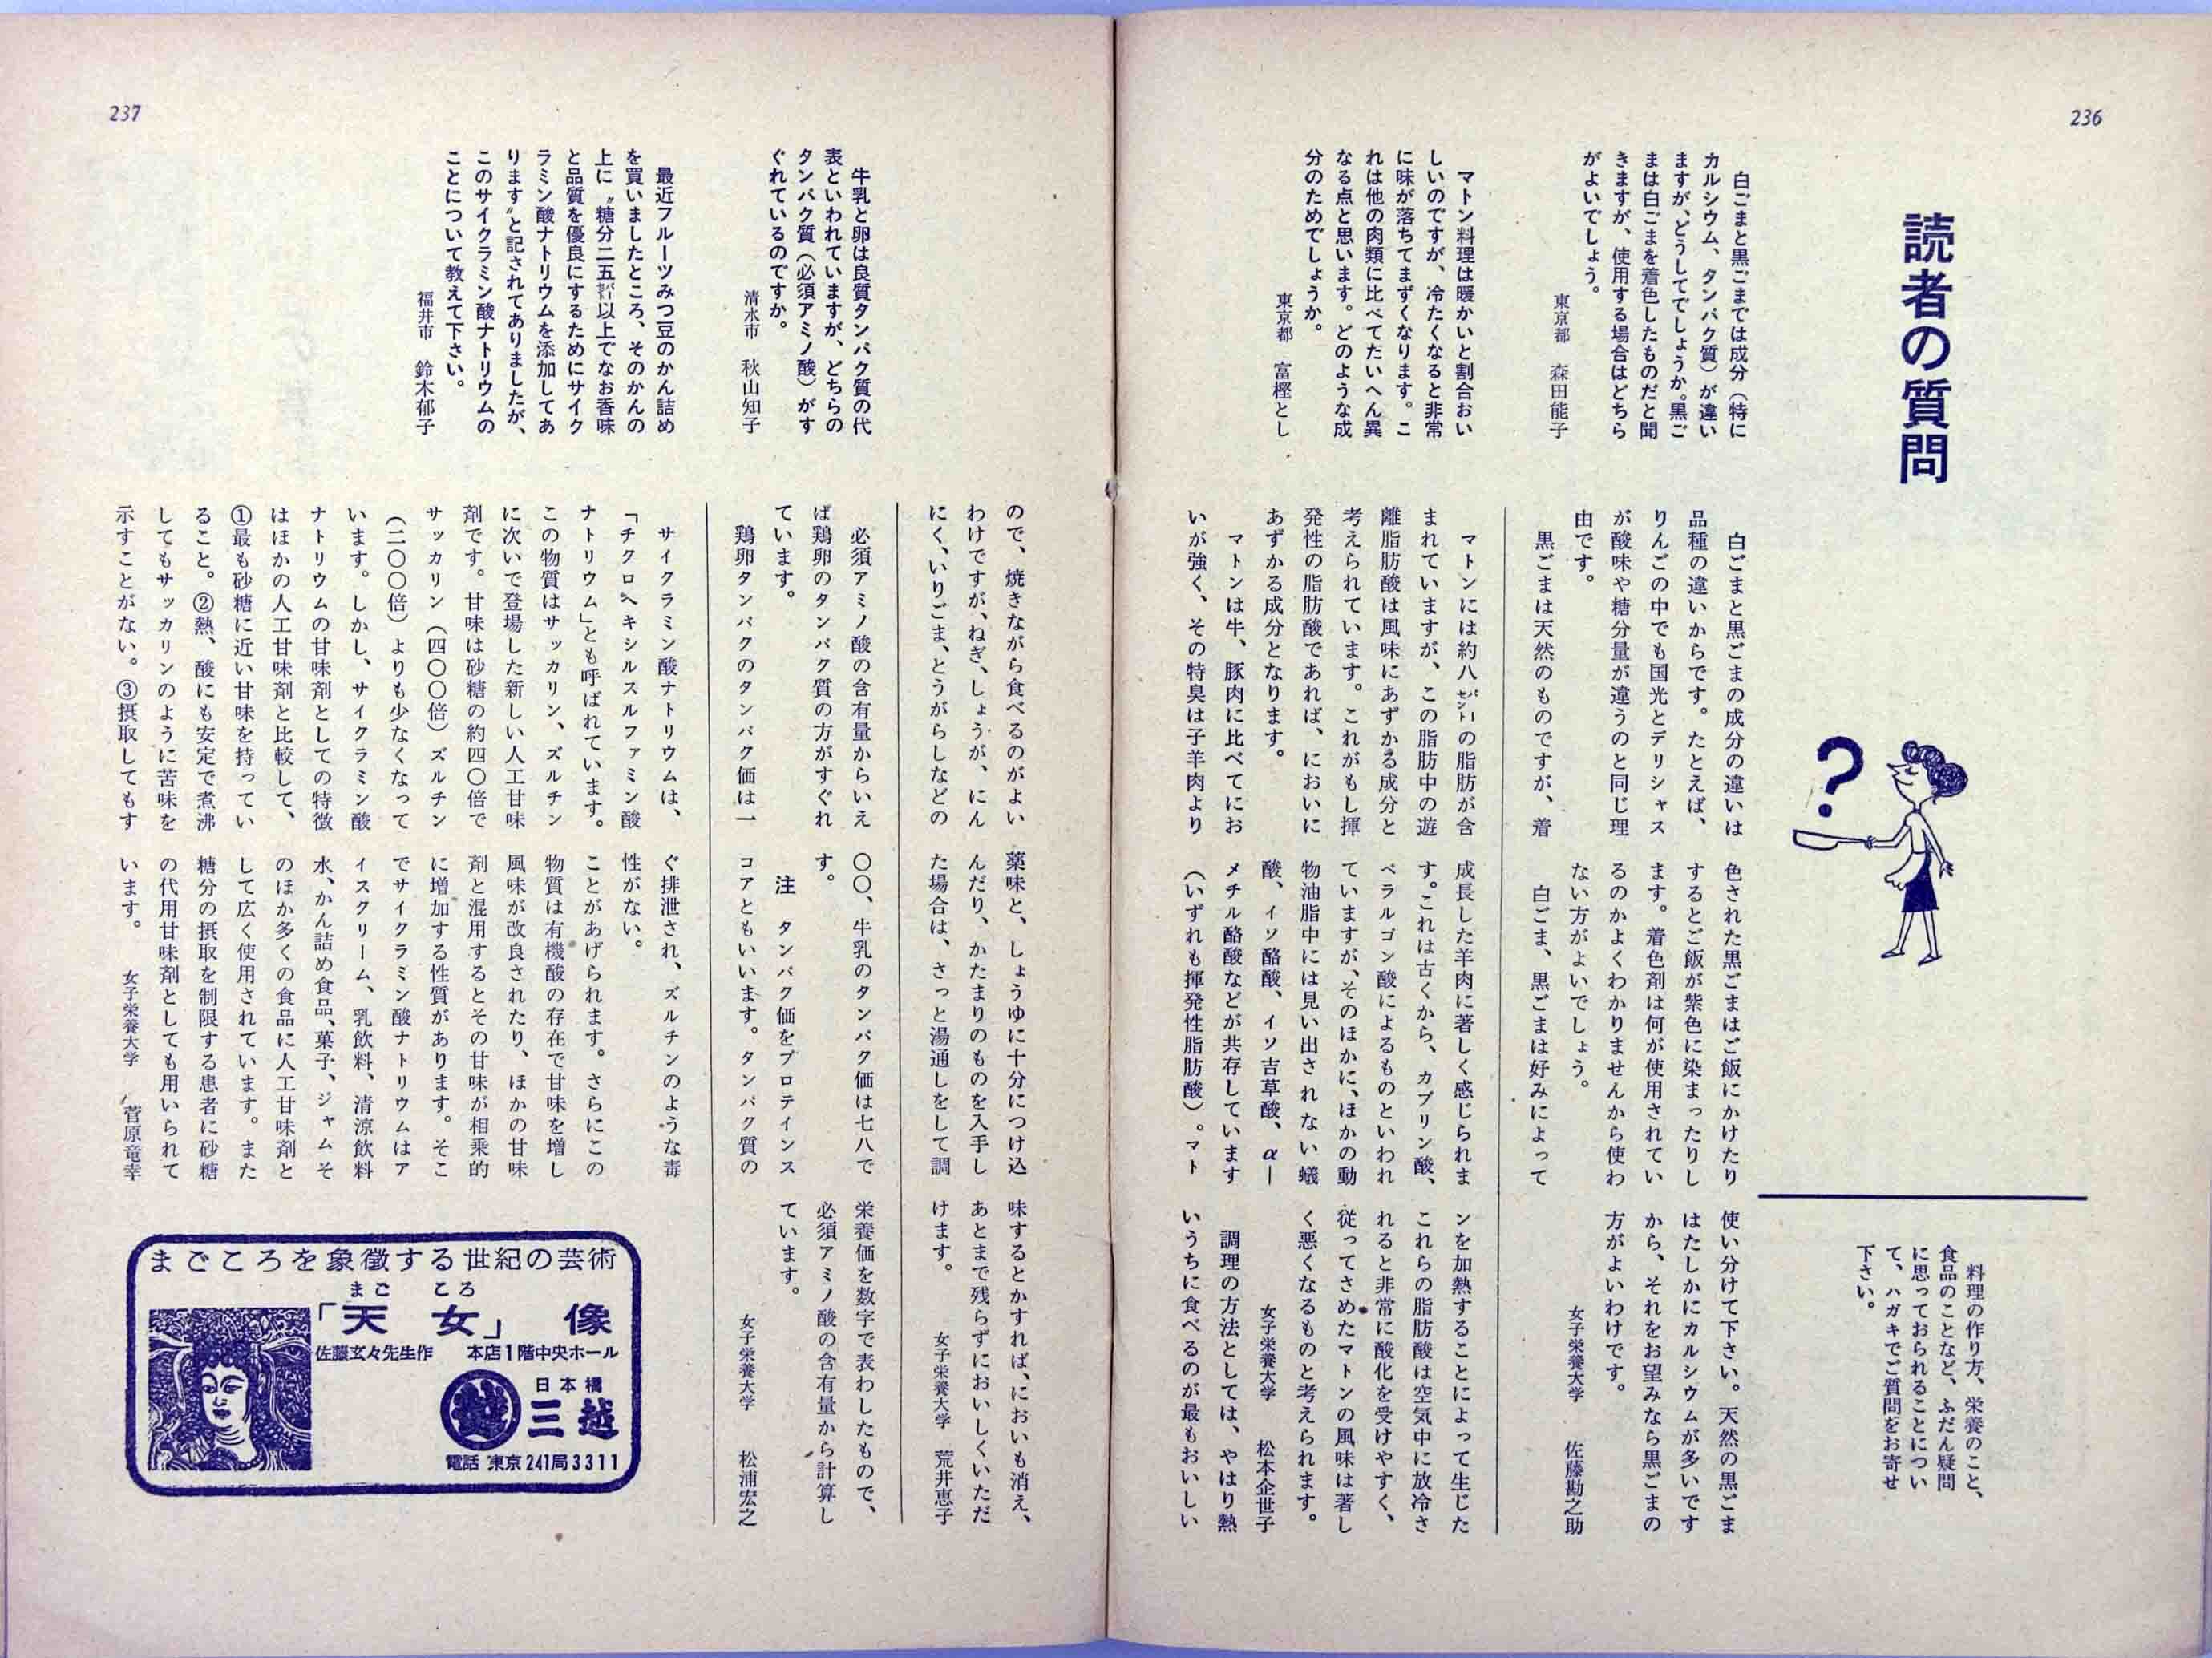 236
読者の質問
料理の作り方、栄養のこと、
食品のことなど、ふだん疑問
に思っておられることについ
て、ハガキでご質問をお寄せ
下さい。
白ごまと黒ごまでは成分（特に
カルシウム、タンパク質）が違い
ますが、どうしてでしょうか。黒ご
まは白ごまを着色したものだと聞
きますが、使用する場合はどちら
がよいでしょう。
東京都　森田能子
白ごまと黒ごまの成分の違いは
品種の違いからです。たとえば、
りんごの中でも国光とデリシャス
が酸味や糖分量が違うのと同じ理
由です。
黒ごまは天然のものですが、着
色された黒ごまはご飯にかけたり
するとご飯が紫色に染まったりし
ます。着色剤は何が使用されてい
るのかよくわかりませんから使わ
ない方がよいでしょう。
白ごま、黒ごまは好みによって
使い分けて下さい。天然の黒ごま
はたしかにカルシウムが多いです
から、それをお望みなら黒ごまの
方がよいわけです。
女子栄養大学　佐藤勘之助
マトン料理は暖かいと割合おい
しいのですが、冷たくなると非常
に味が落ちてまずくなります。こ
れは他の肉類に比べてたいへん異
なる点と思います。どのような成
分のためでしょうか。
東京都　富樫とし
マトンには約八㌫の脂肪が含
まれていますが、この脂肪中の遊
離脂肪酸は風味にあずかる成分と
考えられています。これがもし揮
発性の脂肪酸であれば、においに
あずかる成分となります。
マトンは牛、豚肉に比べてにお
いが強く、その特臭は子羊肉より
成長した羊肉に著しく感じられま
す。これは古くから、カプリン酸、
ペラルゴン酸によるものといわれ
ていますが、そのほかに、ほかの動
物油脂中には見い出されない蟻
酸、イソ酪酸、イソ吉草酸、α—
メチル酪酸などが共存しています
（いずれも揮発性脂肪酸）。マト
ンを加熱することによって生じた
これらの脂肪酸は空気中に放冷さ
れると非常に酸化を受けやすく、
従ってさめたマトンの風味は著し
く悪くなるものと考えられます。
女子栄養大学　松本企世子
調理の方法としては、やはり熱
いうちに食べるのが最もおいしい
237
ので、焼きながら食べるのがよい
わけですが、ねぎ、しょうが、にん
にく、いりごま、とうがらしなどの
薬味と、しょうゆに十分につけ込
んだり、かたまりのものを入手し
た場合は、さっと湯通しをして調
味するとかすれば、においも消え、
あとまで残らずにおいしくいただ
けます。
女子栄養大学　荒井恵子
牛乳と卵は良質タンパク質の代
表といわれていますが、どちらの
タンパク質（必須アミノ酸）がす
ぐれているのですか。
清水市　秋山知子
必須アミノ酸の含有量からいえ
ば鶏卵のタンパク質の方がすぐれ
ています。
鶏卵タンパクのタンパク価は一
〇〇、牛乳のタンパク価は七八で
す。
注　タンパク価をプロテインス
コアともいいます。タンパク質の
栄養価を数字で表わしたもので、
必須アミノ酸の含有量から計算し
ています。
女子栄養大学　松浦宏之
最近フルーツみつ豆のかん詰め
を買いましたところ、そのかんの
上に〝糖分二五㌫以上でなお香味
と品質を優良にするためにサイク
ラミン酸ナトリウムを添加してあ
ります〟と記されてありましたが、
このサイクラミン酸ナトリウムの
ことについて教えて下さい。
福井市　鈴木郁子
サイクラミン酸ナトリウムは、
「チクロヘキシルスルファミン酸
ナトリウム」とも呼ばれています。
この物質はサッカリン、ズルチン
に次いで登場した新しい人工甘味
剤です。甘味は砂糖の約四〇倍で
サッカリン（四〇〇倍）ズルチン
（二〇〇倍）よりも少なくなって
います。しかし、サイクラミン酸
ナトリウムの甘味剤としての特徴
はほかの人工甘味剤と比較して、
①最も砂糖に近い甘味を持ってい
ること。②熱、酸にも安定で煮沸
してもサッカリンのように苦味を
示すことがない。③摂取してもす
ぐ排泄され、ズルチンのような毒
性がない。
ことがあげられます。さらにこの
物質は有機酸の存在で甘味を増し
風味が改良されたり、ほかの甘味
剤と混用するとその甘味が相乗的
に増加する性質があります。そこ
でサイクラミン酸ナトリウムはア
イスクリーム、乳飲料、清涼飲料
水、かん詰め食品、菓子、ジャムそ
のほか多くの食品に人工甘味剤と
して広く使用されています。また
糖分の摂取を制限する患者に砂糖
の代用甘味剤としても用いられて
います。
女子栄養大学　菅原竜幸
まごころを象徴する世紀の芸術
まご　ころ
「天　女」像
佐藤玄々先生作　本店1階中央ホール
日本橋
越 三越
電話 東京241局3311